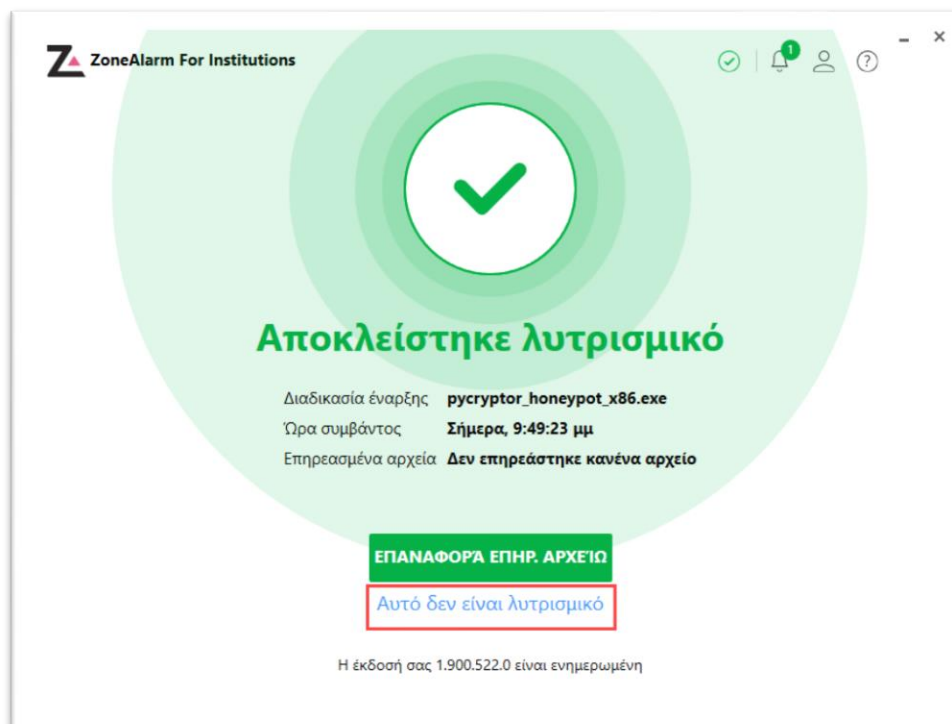 ZoneAlarm For Institutions
1
Αποκλείστηκε λυτρισμικό
Διαδικασία έναρξης pycryptor_honeypot_x86.exe
Ώρα συμβάντος Σήμερα, 9:49:23 μμ
Επηρεασμένα αρχεία Δεν επηρεάστηκε κανένα αρχείο
ΕΠΑΝΑΦΟΡΆ ΕΠΗΡ. ΑΡΧΕΊΩ
Αυτό δεν είναι λυτρισμικό
Η έκδοσή σας 1.900.522.0 είναι ενημερωμένη